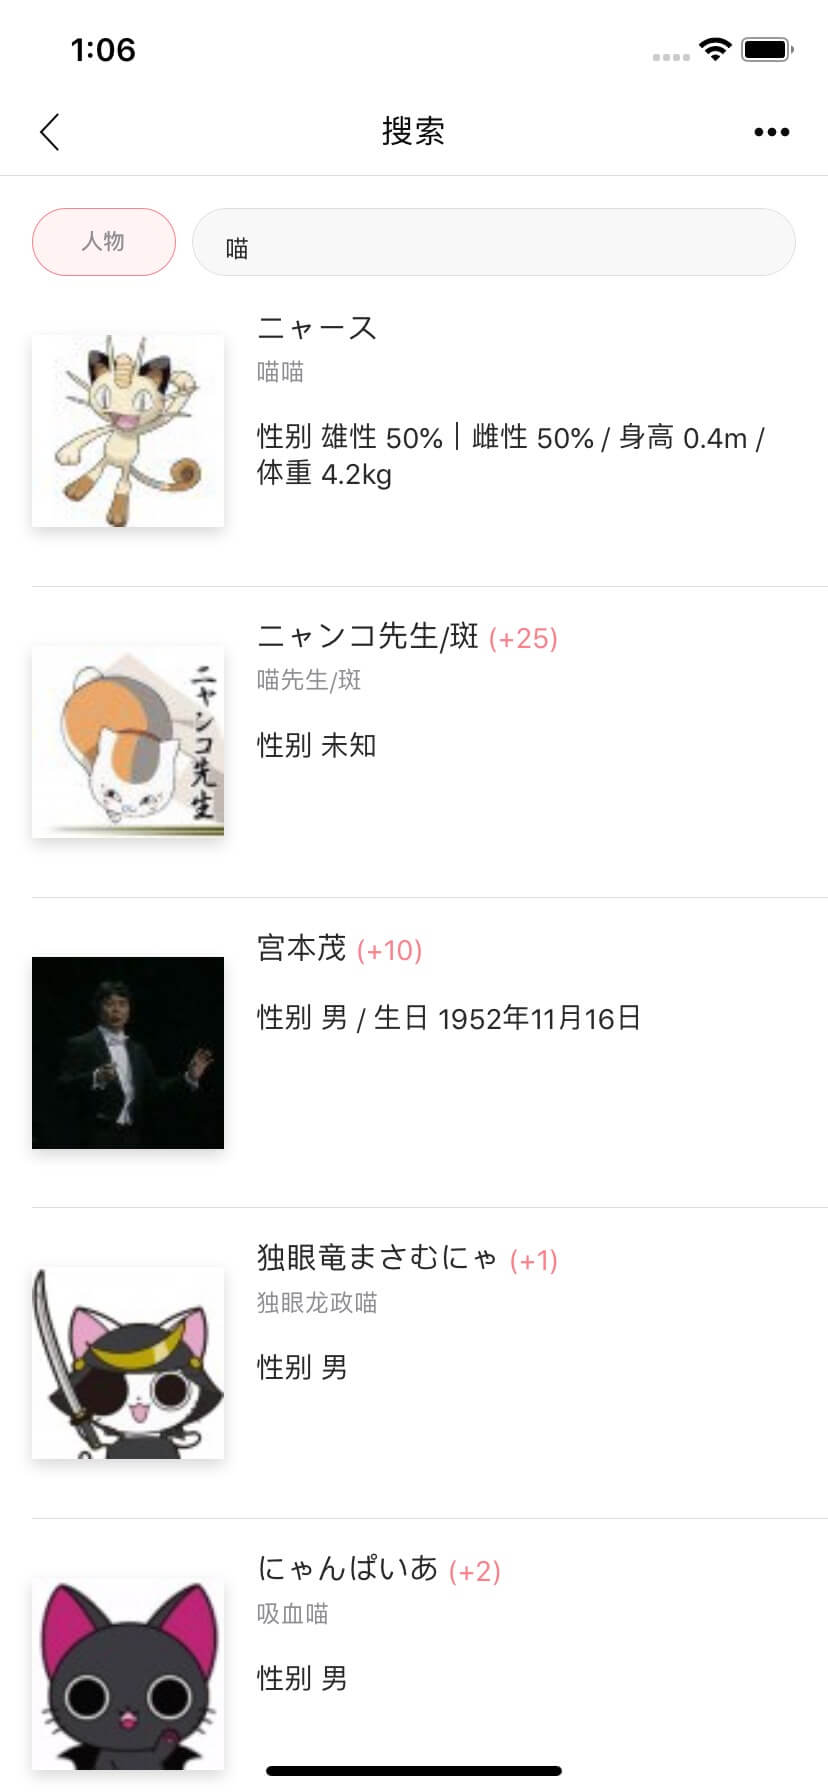 1:06
搜索
人物
喵
ニャース
喵喵
性别 雄性 50%｜雌性 50% / 身高 0.4m /
体重 4.2kg
ニャンコ先生/斑 (+25)
喵先生/斑
性别 未知
ニャンコ先生
宫本茂 (+10)
性别 男 / 生日 1952年11月16日
独眼竜まさむにゃ (+1)
独眼龙政喵
性别 男
にゃんぱいあ (+2)
吸血喵
性别 男